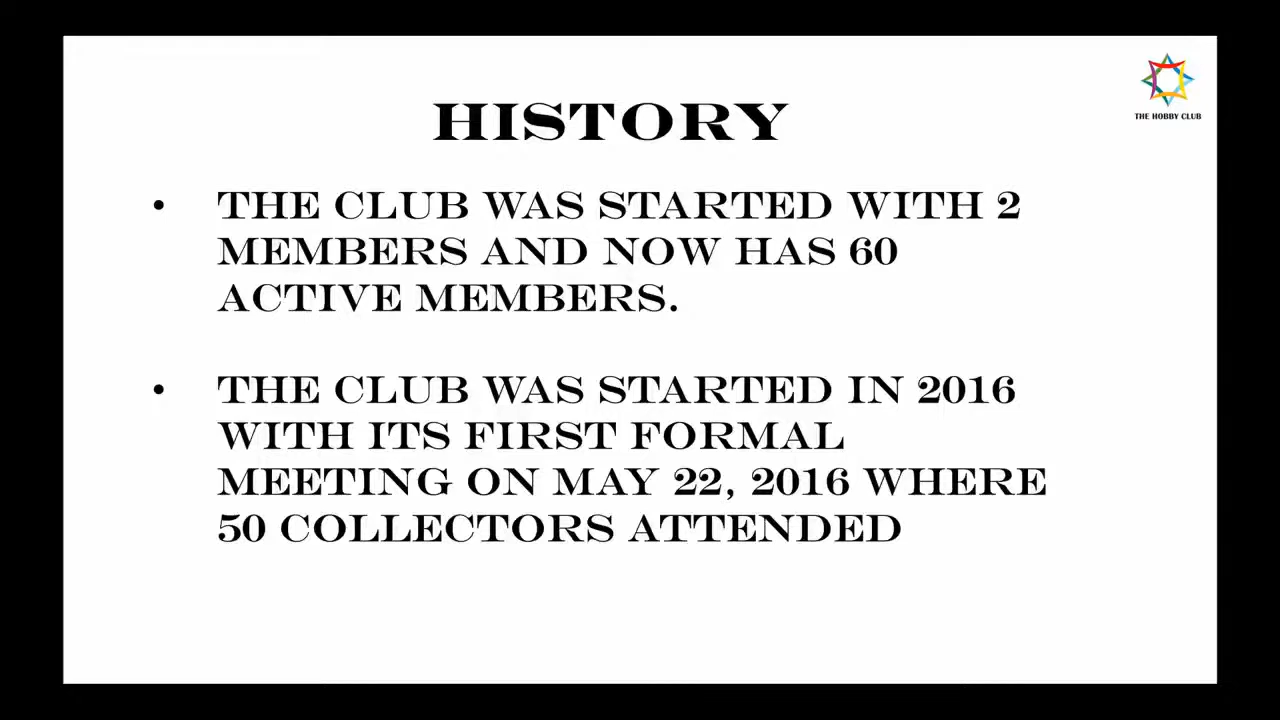 THE HOBBY CLUB
HISTORY
• THE CLUB WAS STARTED WITH 2
MEMBERS AND NOW HAS 60
ACTIVE MEMBERS.
• THE CLUB WAS STARTED IN 2016
WITH ITS FIRST FORMAL
MEETING ON MAY 22, 2016 WHERE
50 COLLECTORS ATTENDED